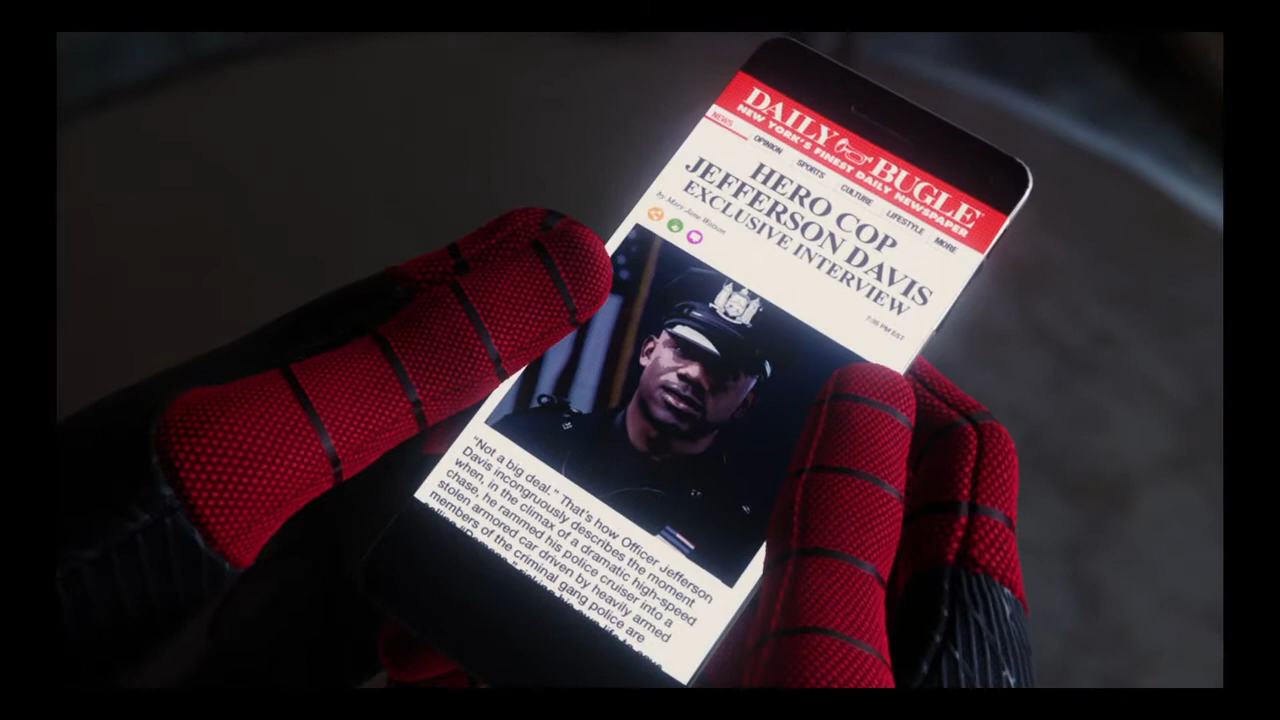 DAILY BUGLE
NEW YORK'S FINEST DAILY NEWSPAPER
NEWS OPINION SPORTS CULTURE LIFESTYLE MORE
HERO COP
JEFFERSON DAVIS
EXCLUSIVE INTERVIEW
by Mary Jane Watson
PM EST
"Not a big deal." That's how Officer Jefferson
Davis incongruously describes the moment
when, in the climax of a dramatic high-speed
chase, he rammed his police cruiser into a
stolen armored car driven by heavily armed
members of the criminal gang police are